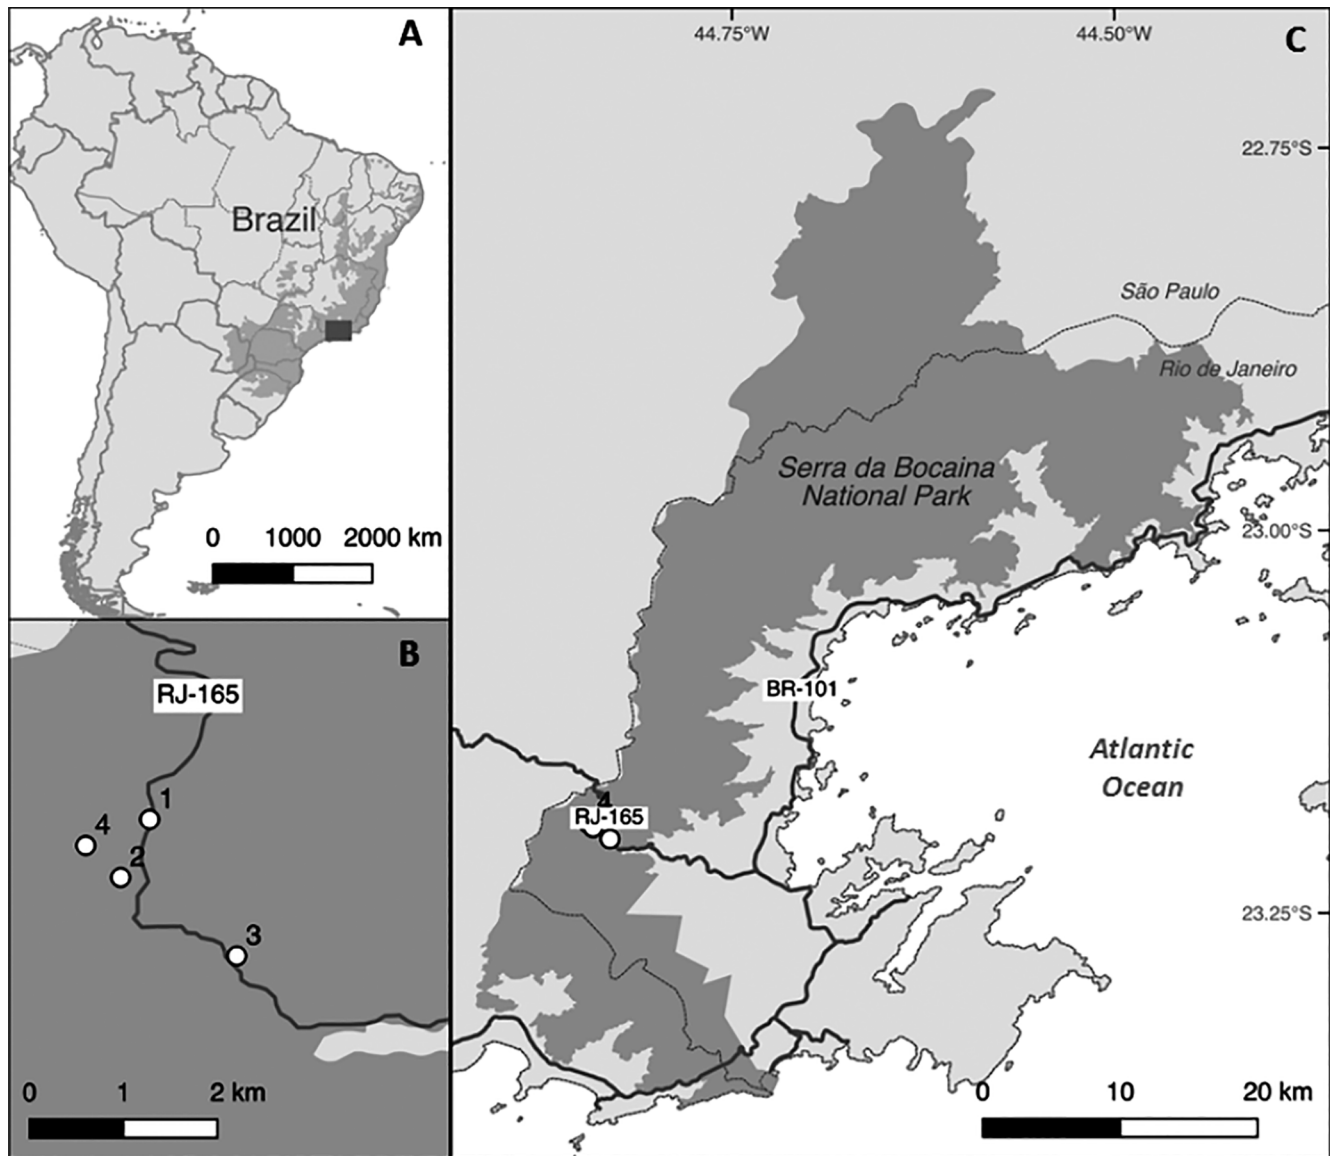 A
Brazil
0 1000 2000 km
B
RJ-165
1
4
2
3
0 1 2 km
44.75°W 44.50°W
C
22.75°S
São Paulo
Rio de Janeiro
Serra da Bocaina
National Park
23.00°S
BR-101
Atlantic
Ocean
4
RJ-165
23.25°S
0 10 20 km